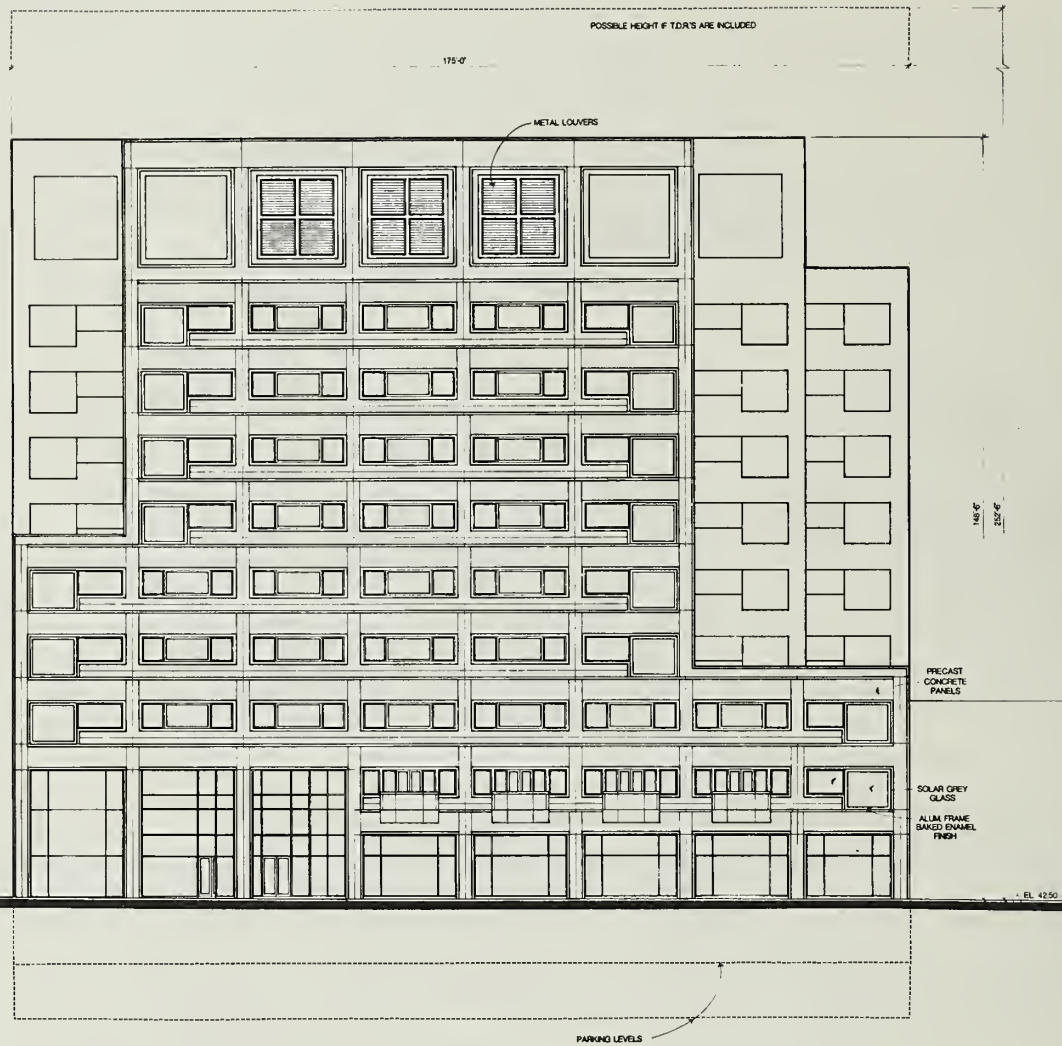 POSSIBLE HEIGHT IF T.D.R.'S ARE INCLUDED
175'-0"
METAL LOUVERS
148'-6"
252'-6"
PRECAST
CONCRETE
PANELS
SOLAR GREY
GLASS
ALUM. FRAME
BAKED ENAMEL
FINISH
EL. 42.50
PARKING LEVELS